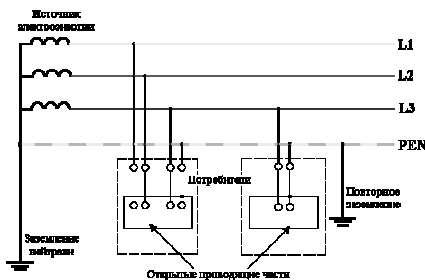 Источник
электроэнергии
L1
L2
L3
PEN
Потребители
Повторное
заземление
Заземление
нейтрали
Открытые проводящие части